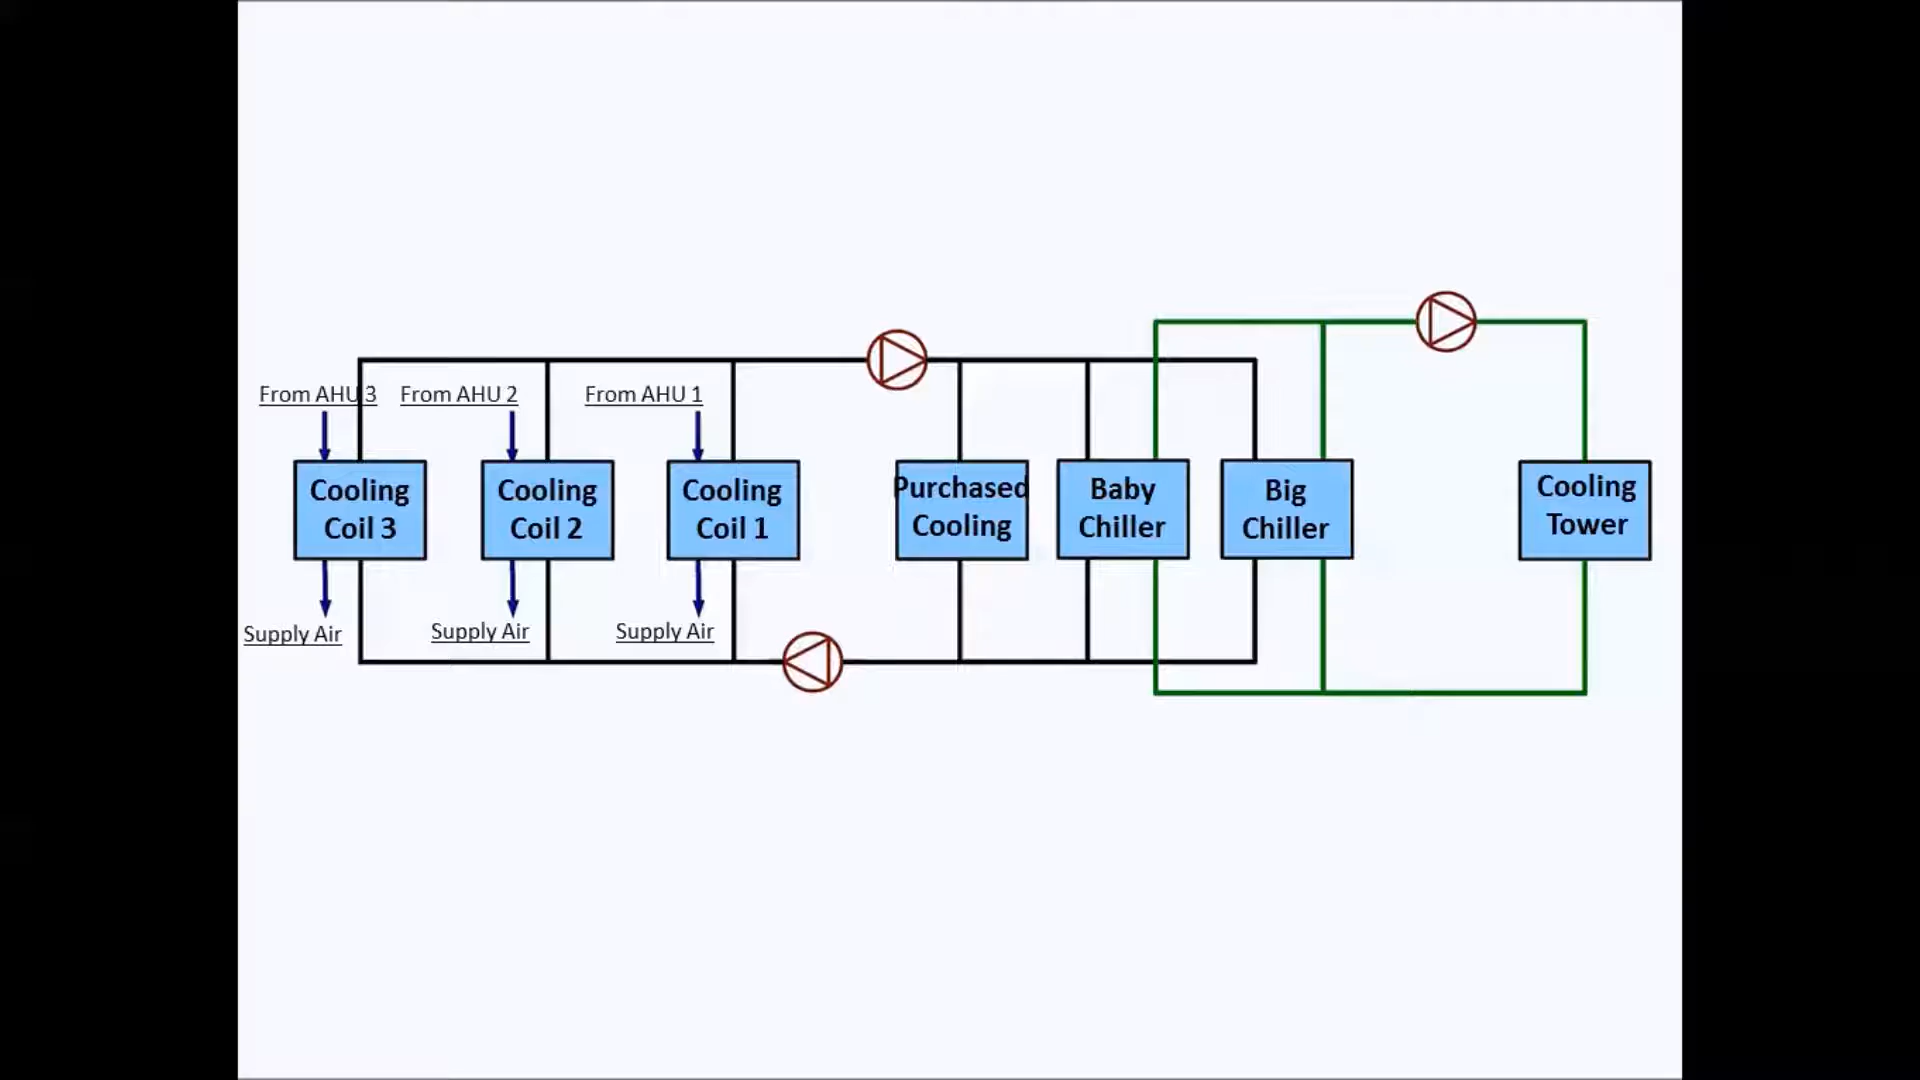 From AHU 3
From AHU 2
From AHU 1
Cooling
Coil 3
Cooling
Coil 2
Cooling
Coil 1
Purchased
Cooling
Baby
Chiller
Big
Chiller
Cooling
Tower
Supply Air
Supply Air
Supply Air